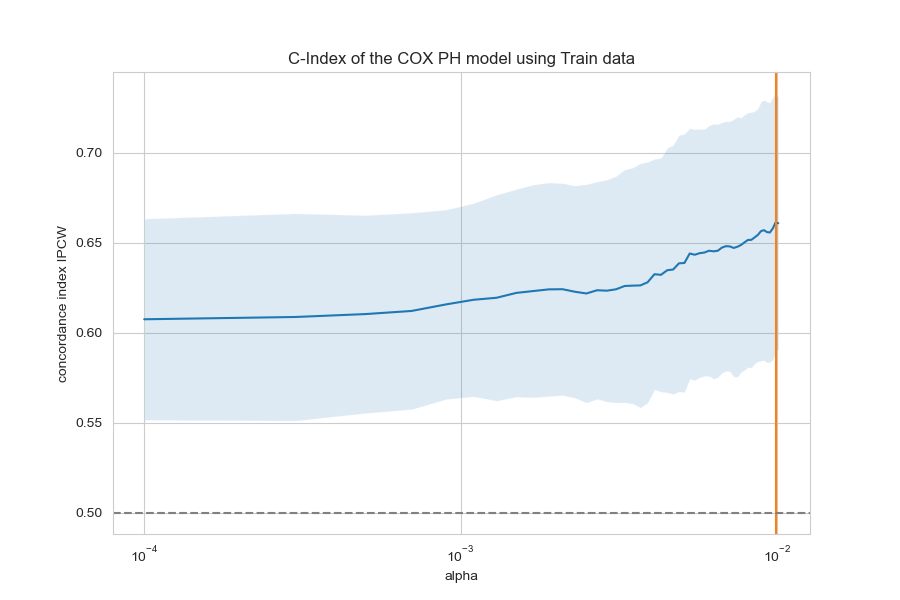 C-Index of the COX PH model using Train data
concordance index IPCW
0.70
0.65
0.60
0.55
0.50
10⁻⁴
10⁻³
10⁻²
alpha